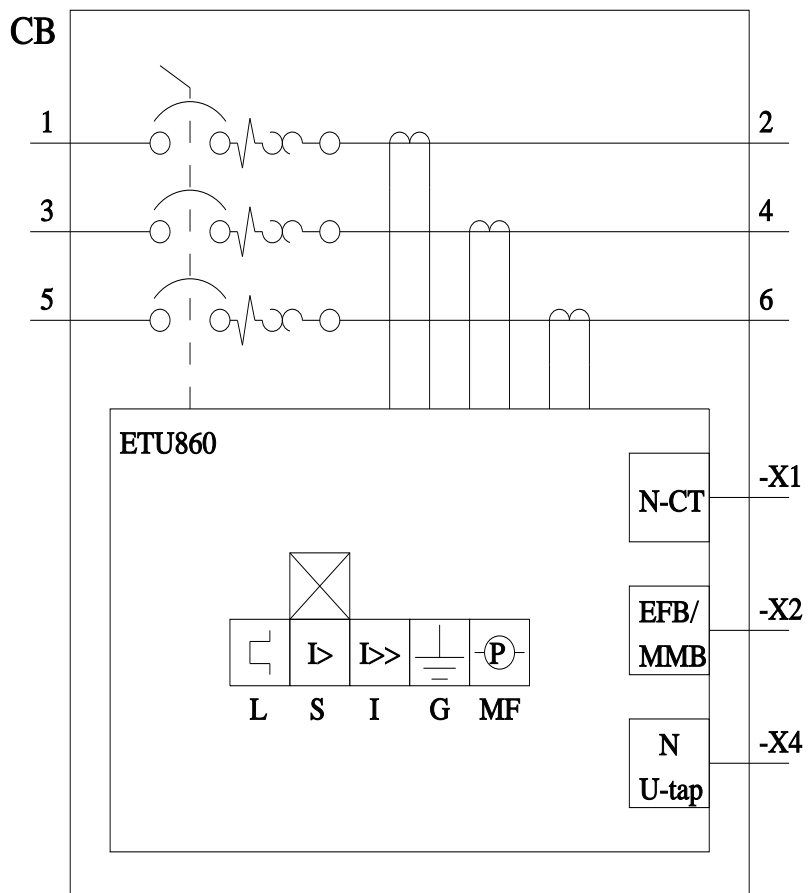 CB
1 2
3 4
5 6
ETU860
N-CT -X1
EFB/ -X2
MMB
I> I>> P
L S I G MF
N -X4
U-tap